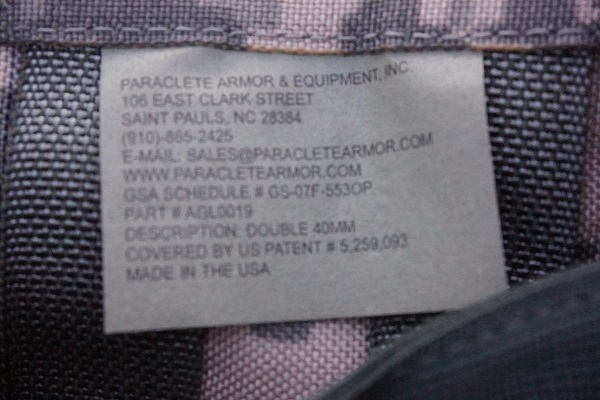 PARACLETE ARMOR & EQUIPMENT, INC.
106 EAST CLARK STREET
SAINT PAULS, NC 28384
(910)-865-2425
E-MAIL: SALES@PARACLETEARMOR.COM
WWW.PARACLETEARMOR.COM
GSA SCHEDULE # GS-07F-5530P
PART # AGL0019
DESCRIPTION: DOUBLE 40MM
COVERED BY US PATENT # 5,259,093
MADE IN THE USA